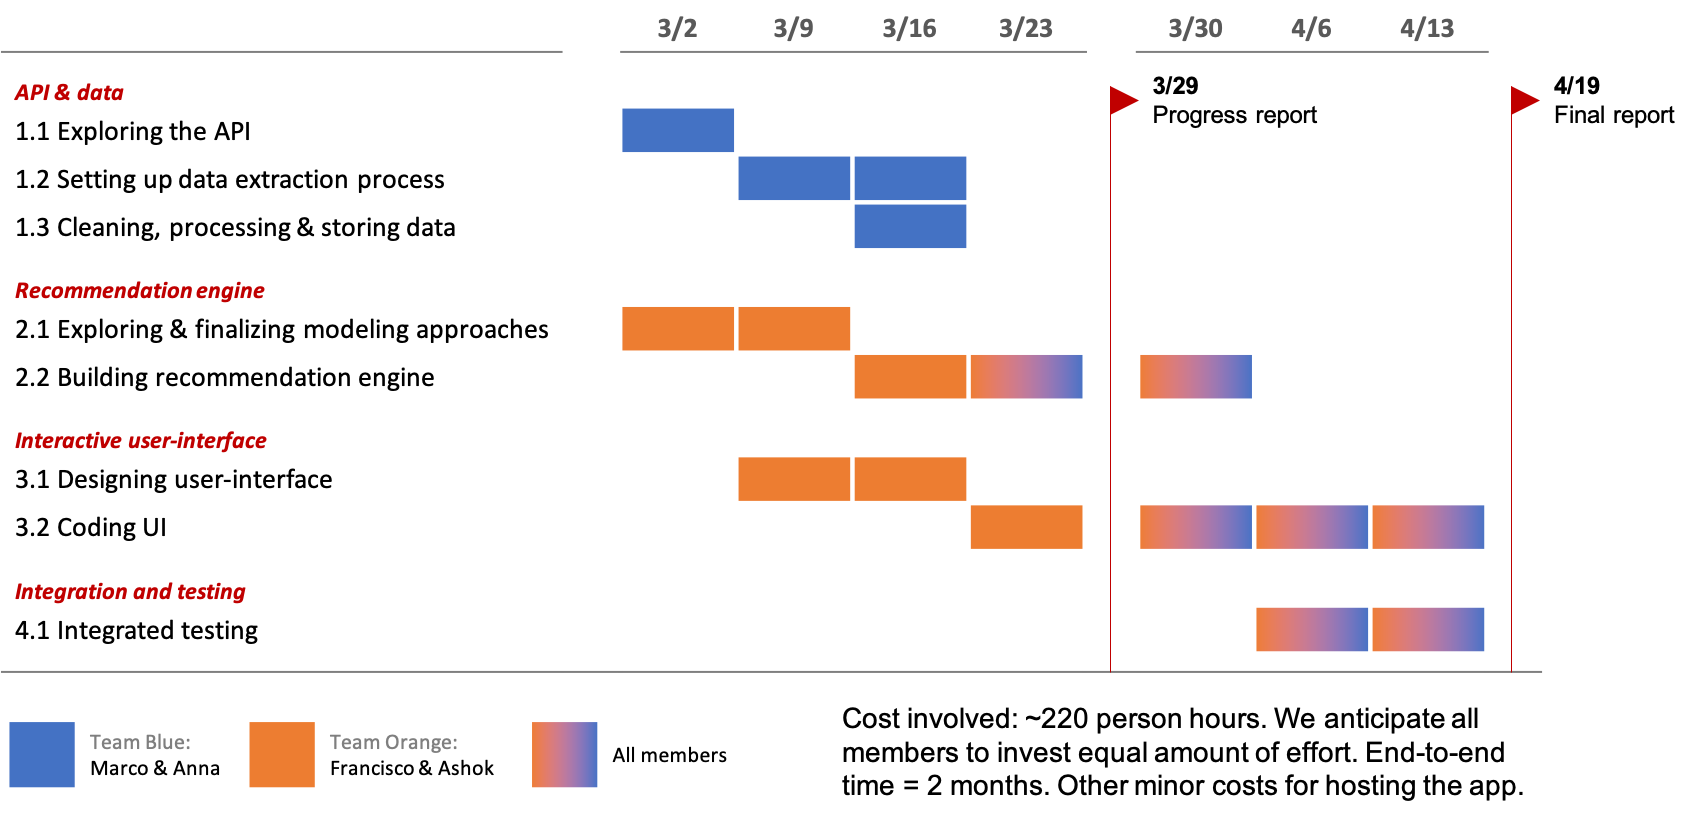 3/2 3/9 3/16 3/23 3/30 4/6 4/13
API & data
3/29
Progress report
4/19
Final report
1.1 Exploring the API
1.2 Setting up data extraction process
1.3 Cleaning, processing & storing data
Recommendation engine
2.1 Exploring & finalizing modeling approaches
2.2 Building recommendation engine
Interactive user-interface
3.1 Designing user-interface
3.2 Coding UI
Integration and testing
4.1 Integrated testing
Team Blue:
Marco & Anna
Team Orange:
Francisco & Ashok
All members
Cost involved: ~220 person hours. We anticipate all
members to invest equal amount of effort. End-to-end
time = 2 months. Other minor costs for hosting the app.